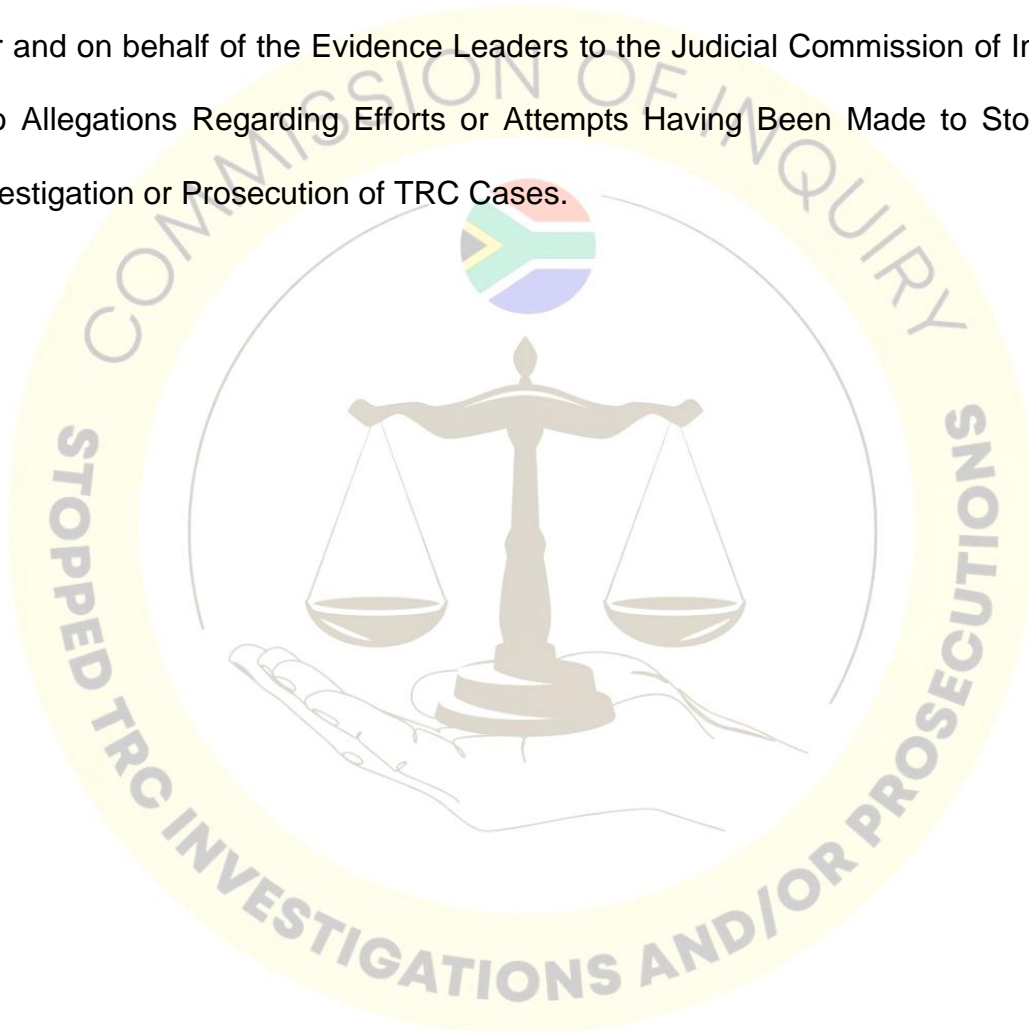 r and on behalf of the Evidence Leaders to the Judicial Commission of In
o Allegations Regarding Efforts or Attempts Having Been Made to Sto
estigation or Prosecution of TRC Cases.
COMMISSION OF INQUIRY
STOPPED TRC INVESTIGATIONS AND/OR PROSECUTIONS